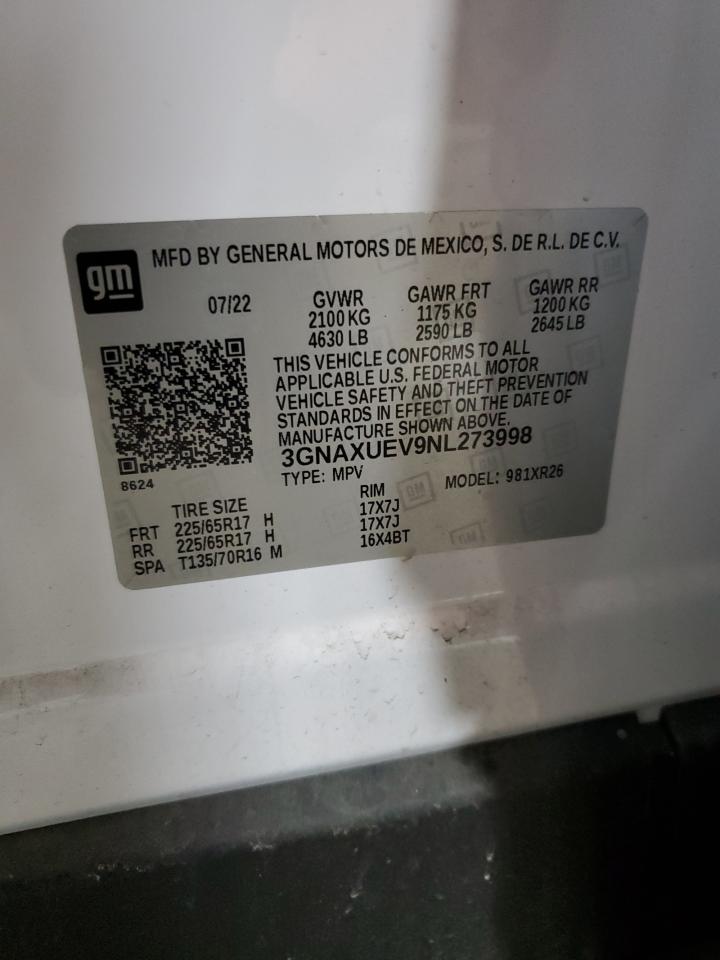 gm
MFD BY GENERAL MOTORS DE MEXICO, S. DE R.L. DE C.V.
07/22
GVWR
2100 KG
4630 LB
GAWR FRT
1175 KG
2590 LB
GAWR RR
1200 KG
2645 LB
THIS VEHICLE CONFORMS TO ALL
APPLICABLE U.S. FEDERAL MOTOR
VEHICLE SAFETY AND THEFT PREVENTION
STANDARDS IN EFFECT ON THE DATE OF
MANUFACTURE SHOWN ABOVE.
3GNAXUEV9NL273998
8624
TYPE: MPV
MODEL: 981XR26
TIRE SIZE
RIM
FRT 225/65R17 H 17X7J
RR 225/65R17 H 17X7J
SPA T135/70R16 M 16X4BT